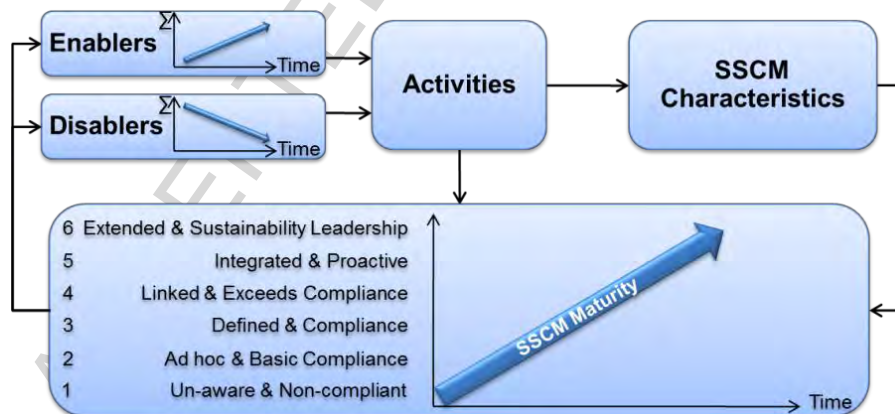 Enablers
Σ
Time
Disablers
Σ
Time
Activities
SSCM
Characteristics
6 Extended & Sustainability Leadership
5 Integrated & Proactive
4 Linked & Exceeds Compliance
3 Defined & Compliance
2 Ad hoc & Basic Compliance
1 Un-aware & Non-compliant
SSCM Maturity
Time